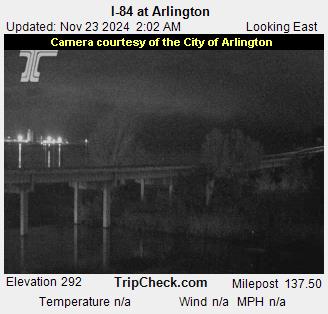 I-84 at Arlington
Updated: Nov 23 2024 2:02 AM Looking East
Camera courtesy of the City of Arlington
Elevation 292 TripCheck.com Milepost 137.50
Temperature n/a Wind n/a MPH n/a